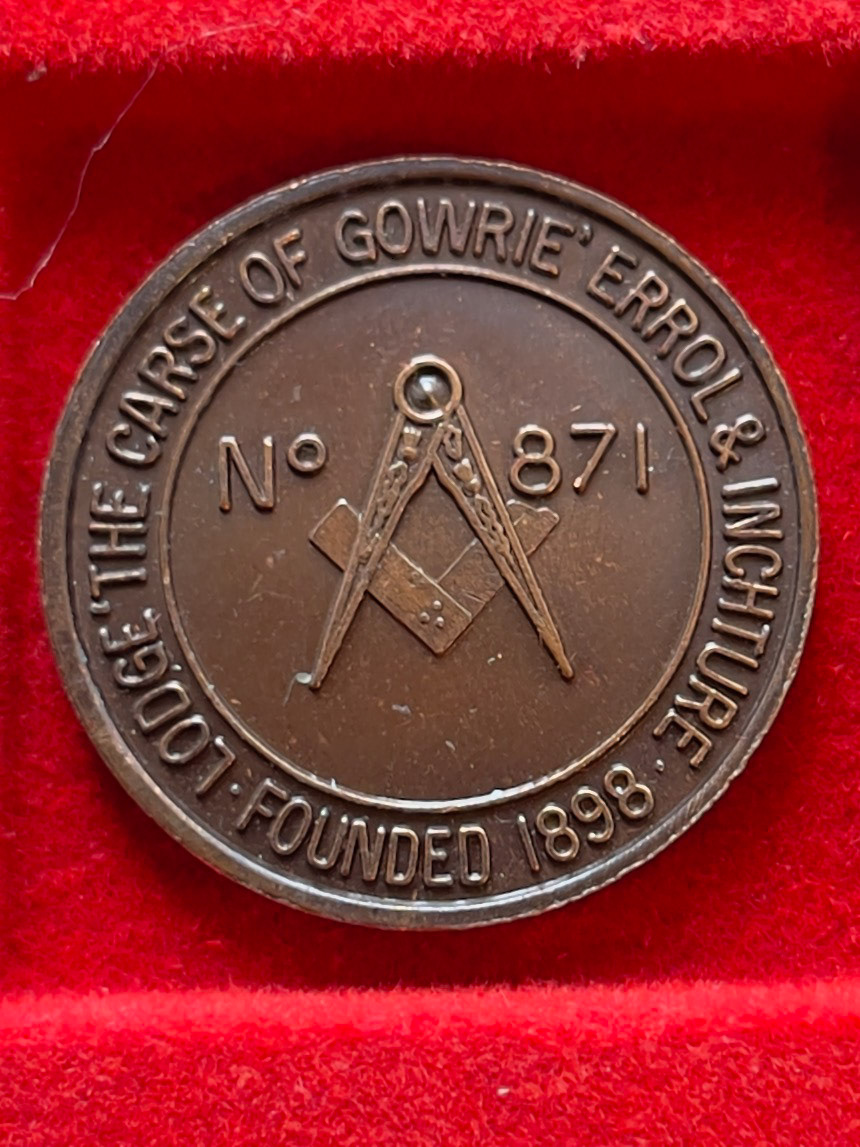 LODGE 'THE CARSE OF GOWRIE' ERROL & INCHTURE · FOUNDED 1898 ·
Nº 871